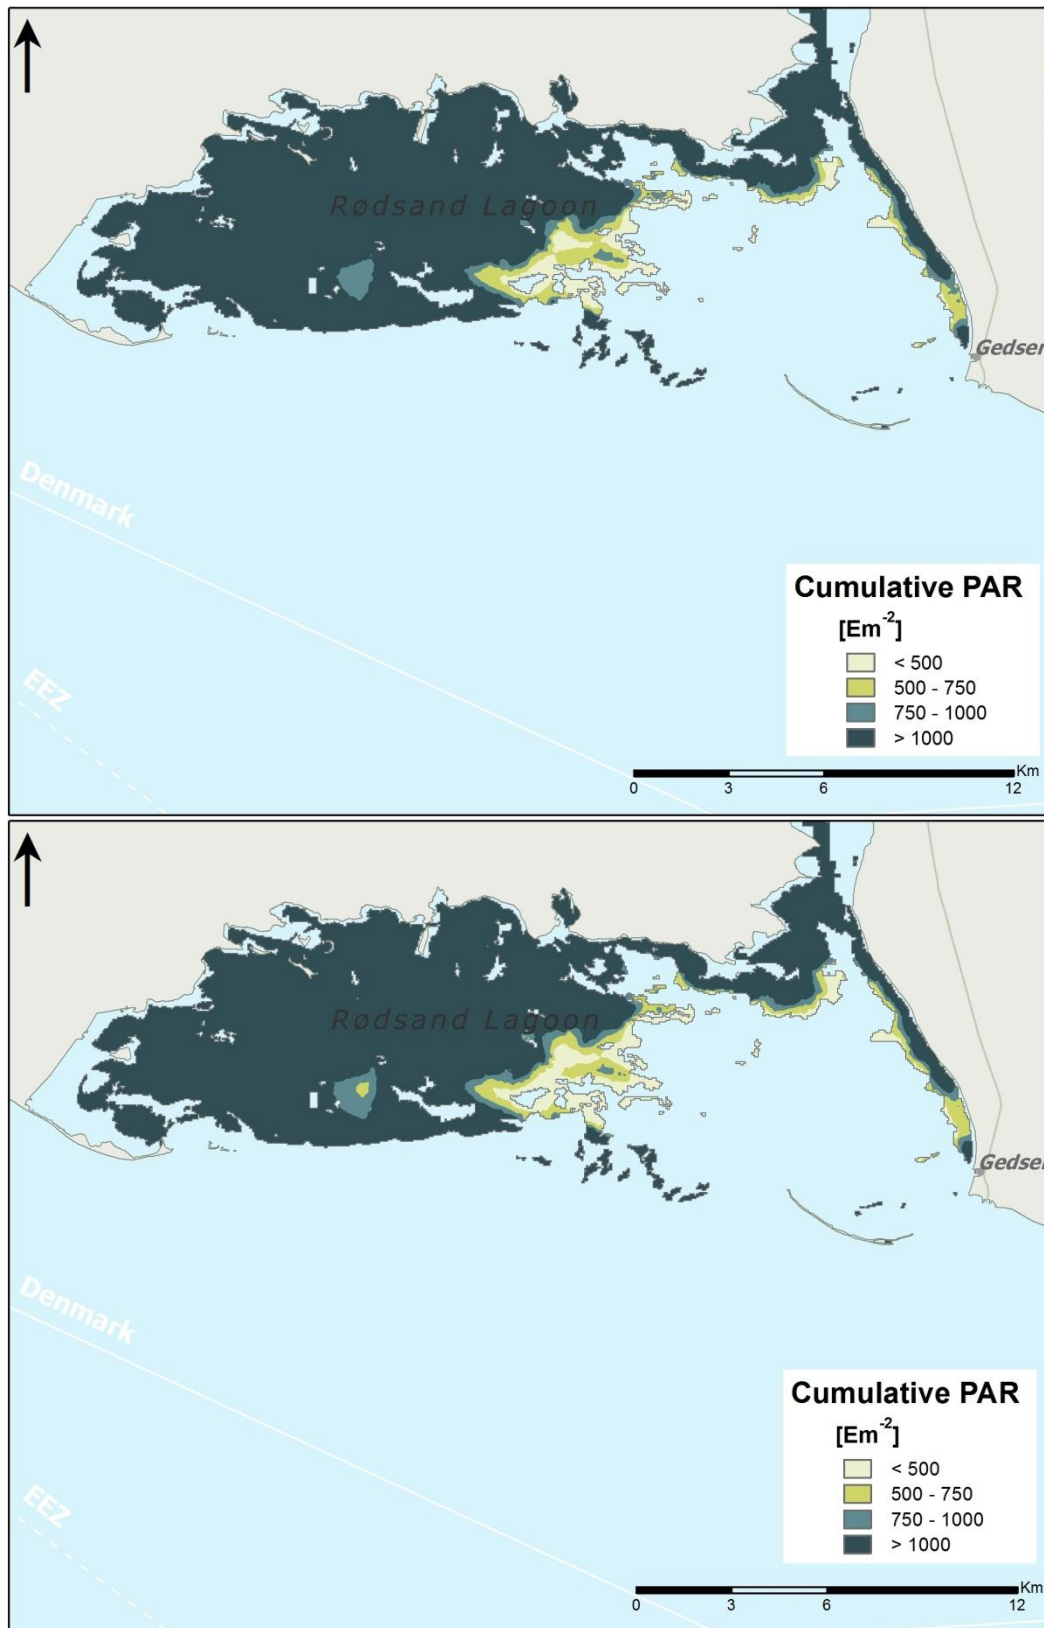 Rødsand Lagoon
Gedser
Denmark
EEZ
Cumulative PAR
[Em-2]
< 500
500 - 750
750 - 1000
> 1000
Km
0 3 6 12
Rødsand Lagoon
Gedser
Denmark
EEZ
Cumulative PAR
[Em-2]
< 500
500 - 750
750 - 1000
> 1000
Km
0 3 6 12